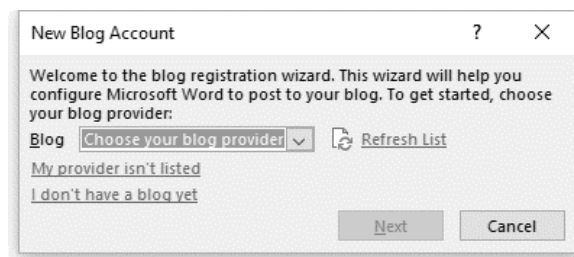 New Blog Account
Welcome to the blog registration wizard. This wizard will help you
configure Microsoft Word to post to your blog. To get started, choose
your blog provider:
Blog Choose your blog provider Refresh List
My provider isn't listed
I don't have a blog yet
Next Cancel